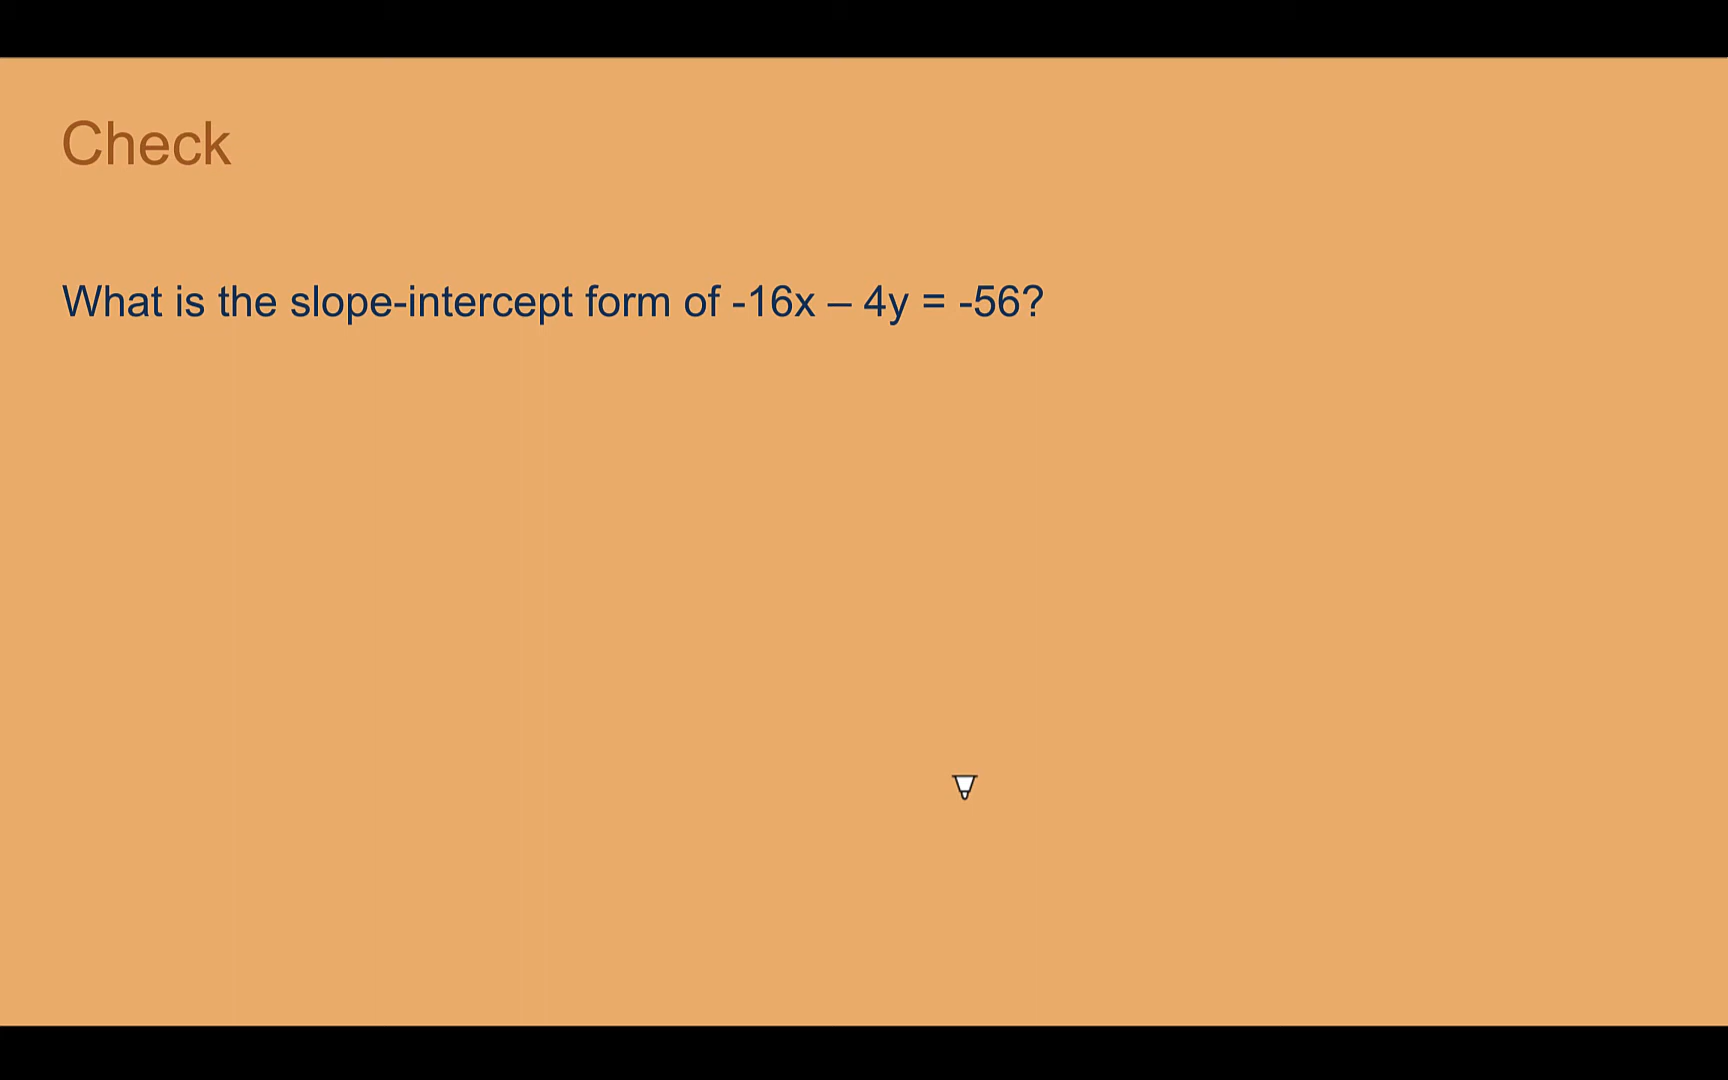 Check
What is the slope-intercept form of -16x – 4y = -56?